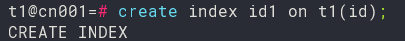 t1@cn001=# create index id1 on t1(id);
CREATE INDEX